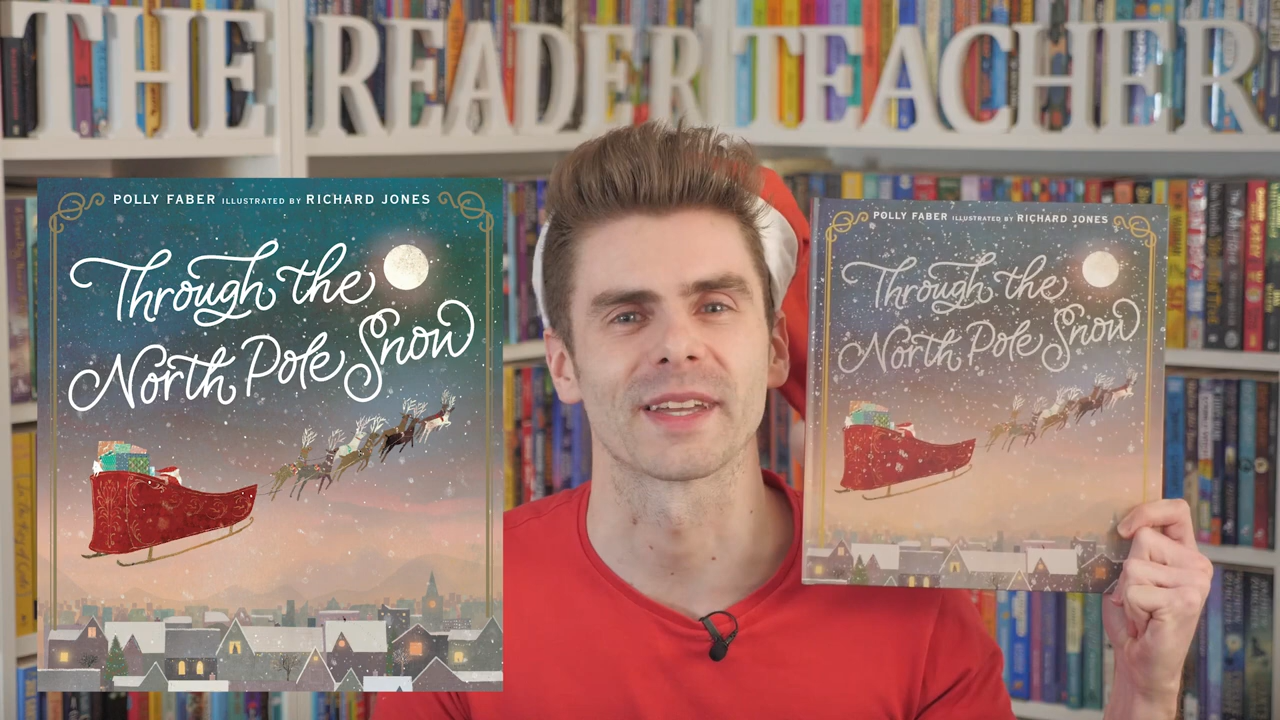 THE READER TEACHER
POLLY FABER ILLUSTRATED BY RICHARD JONES
Through the
North Pole Snow
POLLY FABER ILLUSTRATED BY RICHARD JONES
Through the
North Pole Snow